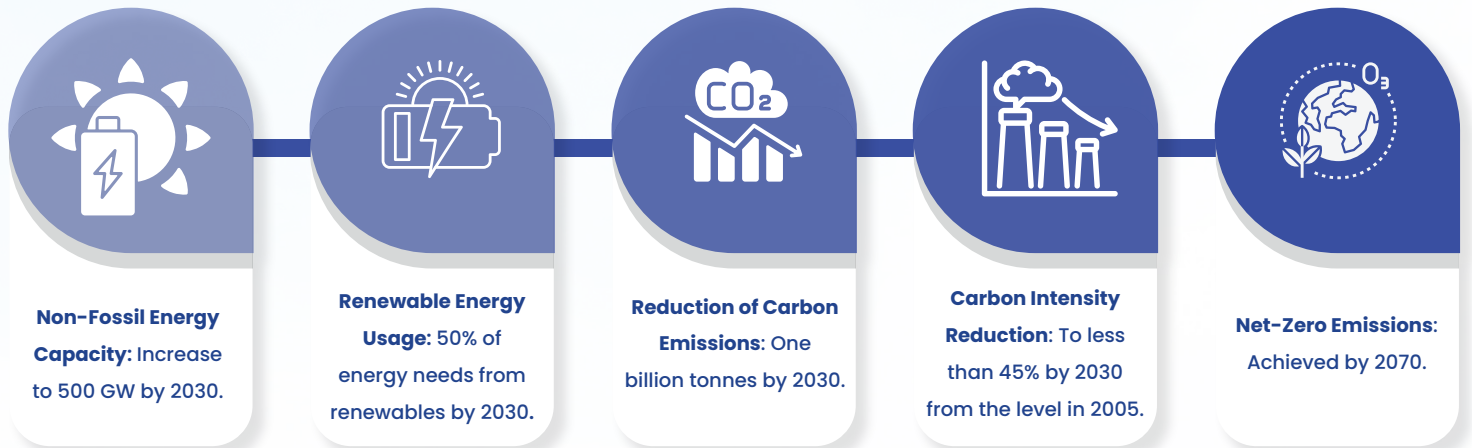 Non-Fossil Energy
Capacity: Increase
to 500 GW by 2030.
Renewable Energy
Usage: 50% of
energy needs from
renewables by 2030.
CO₂
Reduction of Carbon
Emissions: One
billion tonnes by 2030.
Carbon Intensity
Reduction: To less
than 45% by 2030
from the level in 2005.
O₃
Net-Zero Emissions:
Achieved by 2070.